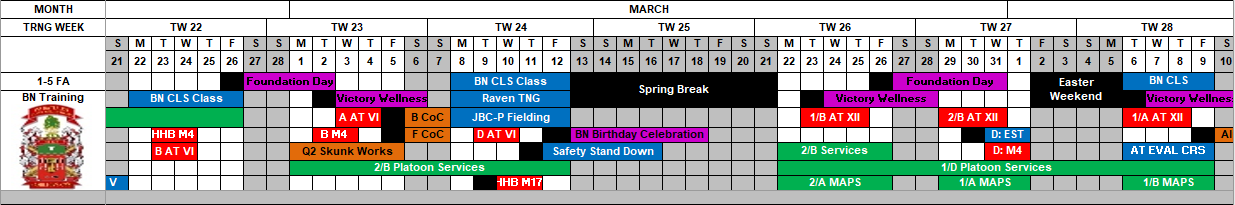 MONTH MARCH
TRNG WEEK TW 22 TW 23 TW 24 TW 25 TW 26 TW 27 TW 28
S M T W T F S S M T W T F S S M T W T F S S M T W T F S S M T W T F S S M T W T F S S M T W T F S
21 22 23 24 25 26 27 28 1 2 3 4 5 6 7 8 9 10 11 12 13 14 15 16 17 18 19 20 21 22 23 24 25 26 27 28 29 30 31 1 2 3 4 5 6 7 8 9 10
1-5 FA Foundation Day BN CLS Class Spring Break Foundation Day Easter Weekend BN CLS
BN Training BN CLS Class Victory Wellness Raven TNG Victory Wellness Victory Wellness
A AT VI B CoC JBC-P Fielding 1/B AT XII 2/B AT XII 1/A AT XII
HHB M4 B M4 F CoC D AT VI BN Birthday Celebration D: EST Al
B AT VI Q2 Skunk Works Safety Stand Down 2/B Services D: M4 AT EVAL CRS
2/B Platoon Services 1/D Platoon Services
V HHB M17 2/A MAPS 1/A MAPS 1/B MAPS